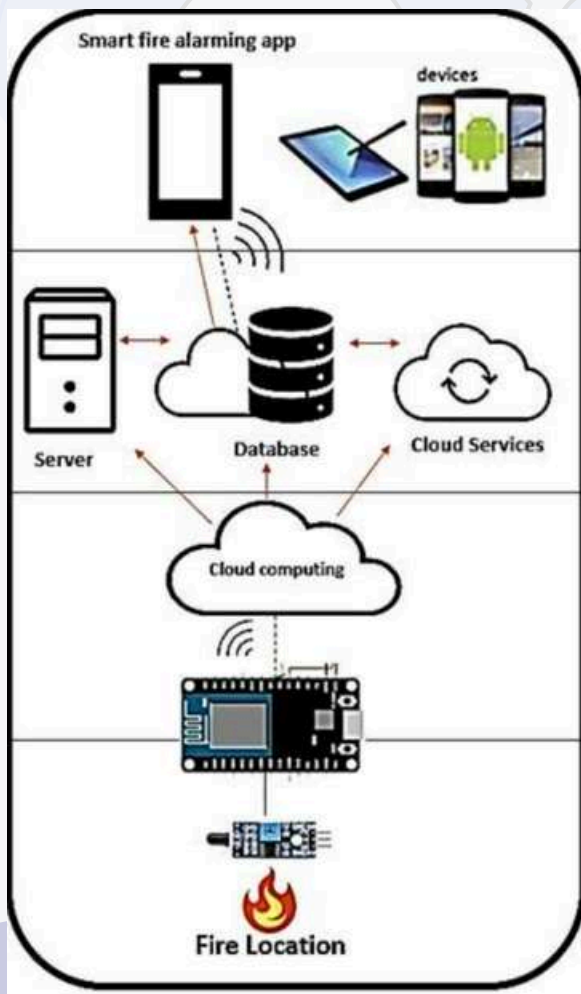 Smart fire alarming app
devices
Server
Database
Cloud Services
Cloud computing
Fire Location